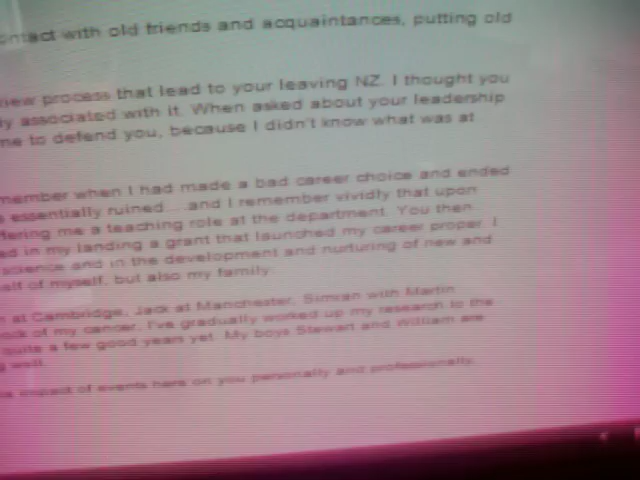 contact with old friends and acquaintances, putting old
process that lead to your leaving NZ. I thought you
associated with it. When asked about your leadership
me to defend you, because I didn't know what was at
when I had made a bad career choice and ended
essentially ruined....and I remember vividly that upon
me a teaching role at the department. You then
in my landing a grant that launched my career proper. I
science and in the development and nurturing of new and
of myself, but also my family.
at Cambridge, Jack at Manchester, Simran with Martin
of my cancer. I've gradually worked up my research to the
quite a few good years yet. My boys Stewart and William are
well.
impact of events here on you personally and professionally.